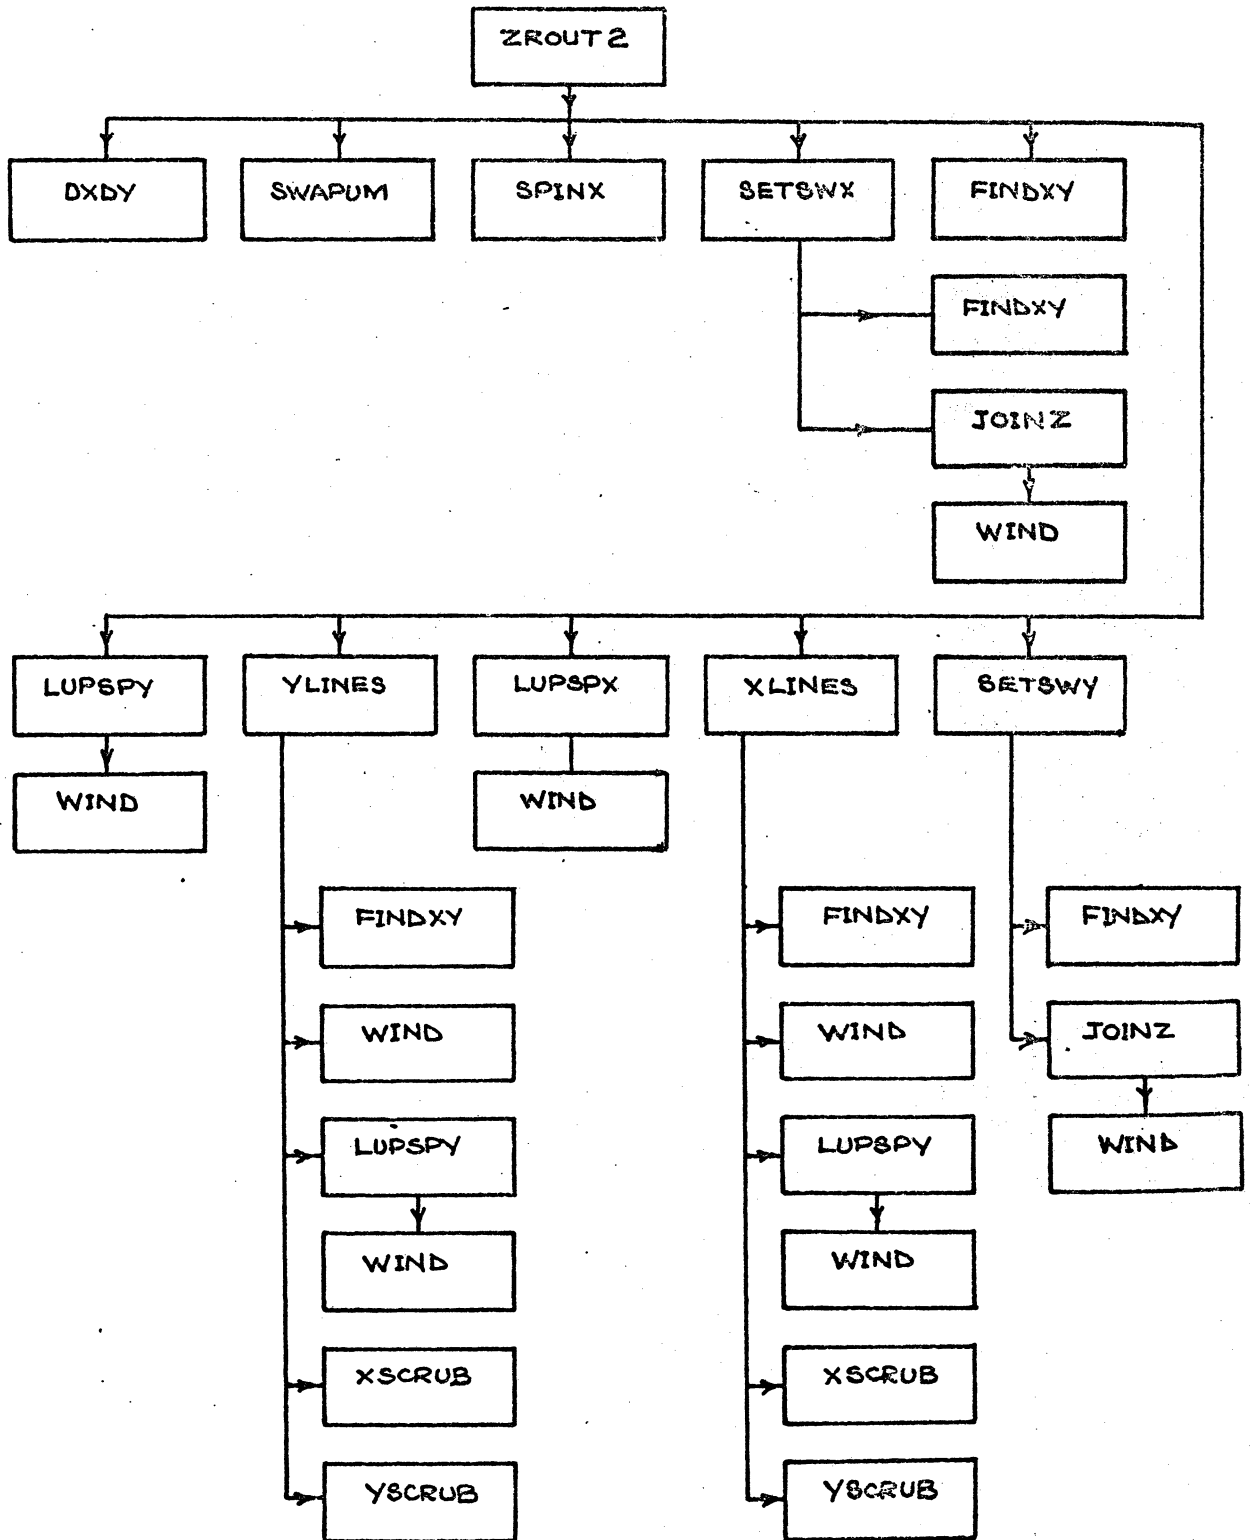 ZROUT2
DXDY
SWAPUM
SPINX
SETSWX
FINDXY
FINDXY
JOINZ
WIND
LUPSPY
YLINES
LUPSPX
XLINES
SETSWY
WIND
WIND
FINDXY
FINDXY
FINDXY
WIND
WIND
JOINZ
LUPSPY
LUPSPY
WIND
WIND
WIND
XSCRUB
XSCRUB
YSCRUB
YSCRUB